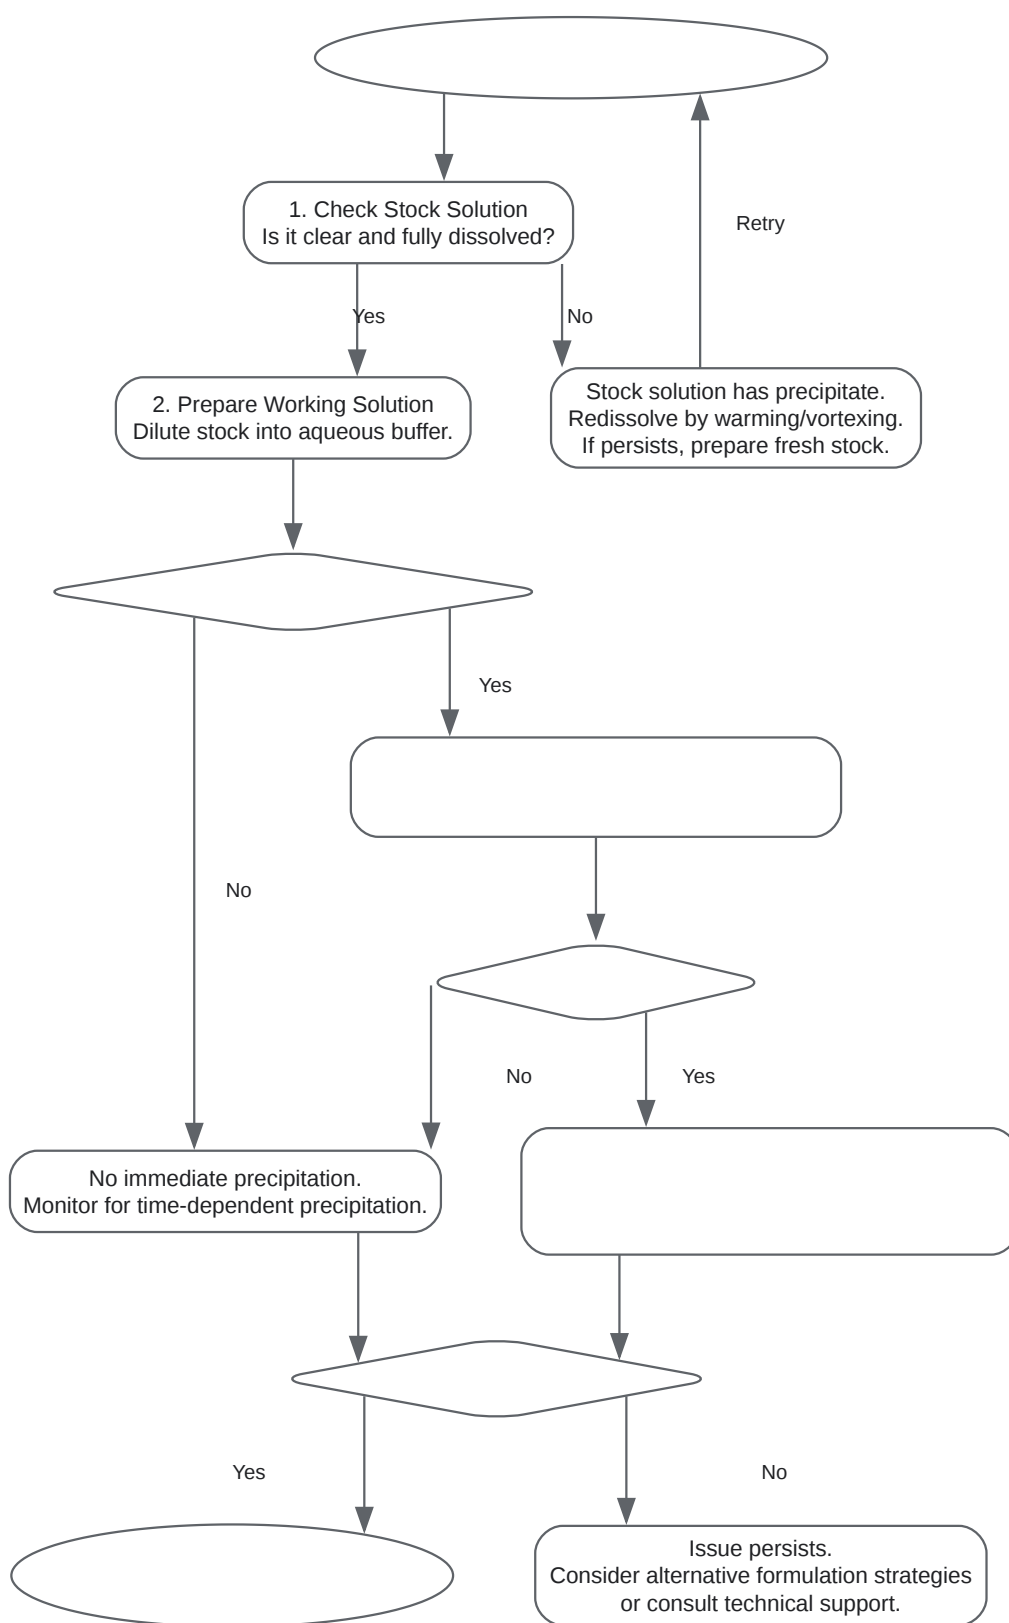 1. Check Stock Solution
Is it clear and fully dissolved?
Retry
Yes
No
2. Prepare Working Solution
Dilute stock into aqueous buffer.
Stock solution has precipitate.
Redissolve by warming/vortexing.
If persists, prepare fresh stock.
Yes
No
No
Yes
No immediate precipitation.
Monitor for time-dependent precipitation.
Yes
No
Issue persists.
Consider alternative formulation strategies
or consult technical support.